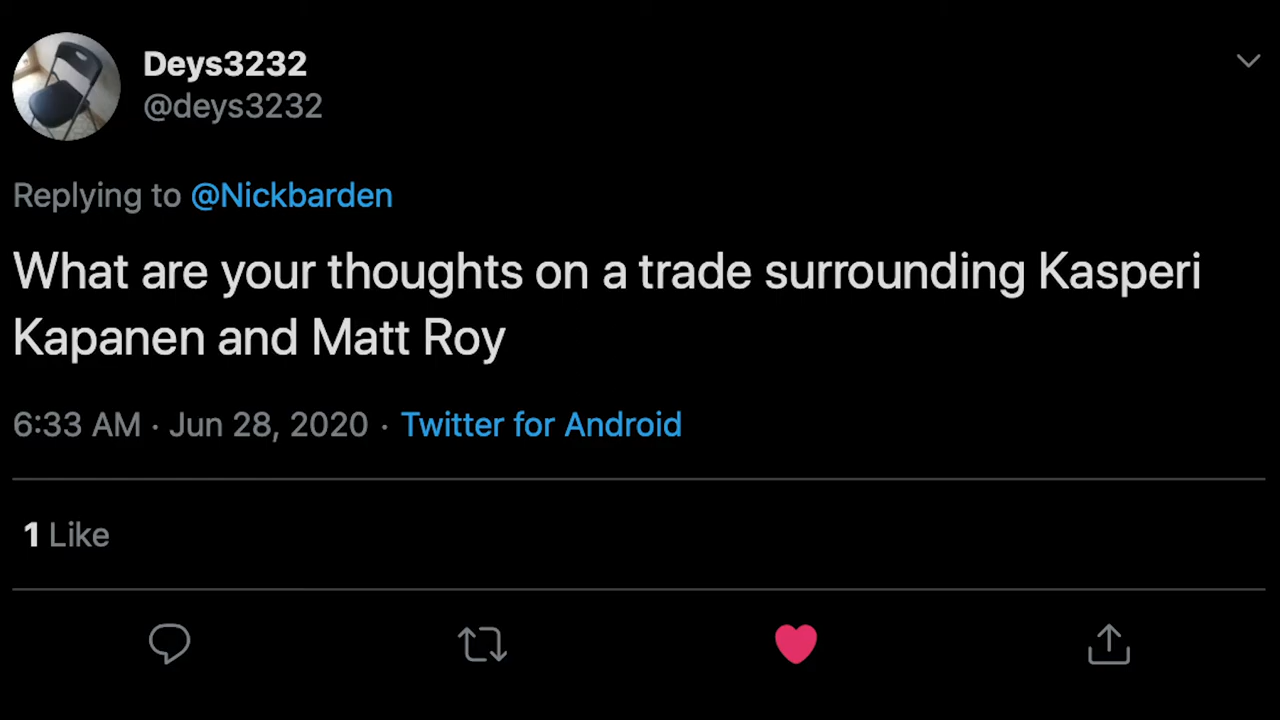 Deys3232
@deys3232
Replying to @Nickbarden
What are your thoughts on a trade surrounding Kasperi
Kapanen and Matt Roy
6:33 AM · Jun 28, 2020 · Twitter for Android
1 Like